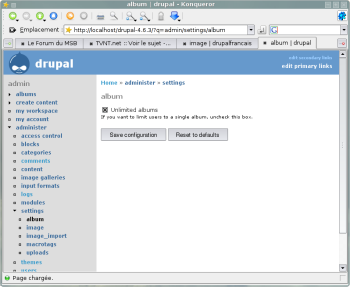 album | drupal - Konqueror
Emplacement http://localhost/drupal-4.6.3/?q=admin/settings/album
Le Forum du MSB TVNT.net :: Voir le sujet -... image | drupalfrancais album | drupal
drupal
edit secondary links
edit primary links
admin
albums
create content
my workspace
my account
administer
access control
blocks
categories
comments
content
image galleries
input formats
logs
modules
settings
album
image
image_import
macrotags
uploads
themes
users
Home » administer » settings
album
Unlimited albums
If you want to limit users to a single album, uncheck this box.
Save configuration Reset to defaults
Page chargée.